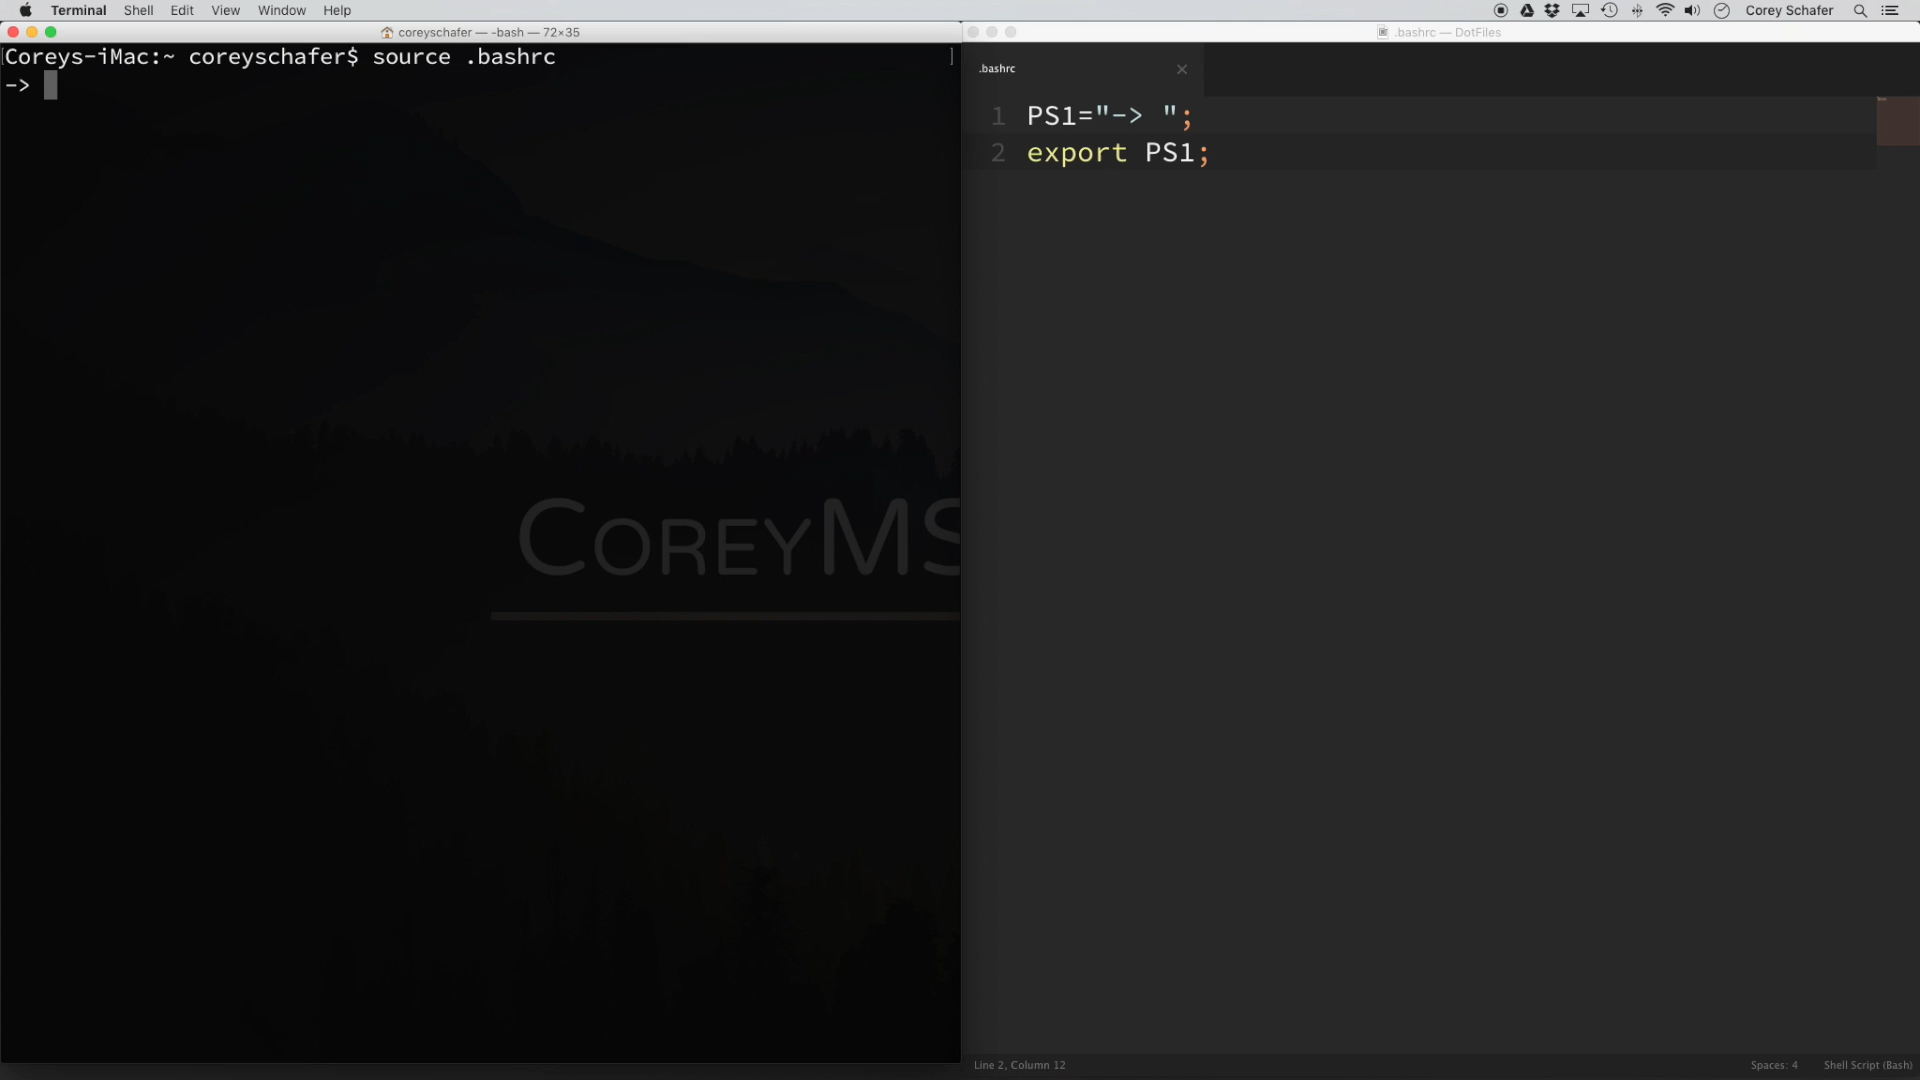 Terminal Shell Edit View Window Help Corey Schafer
coreyschafer — -bash — 72×35
[Coreys-iMac:~ coreyschafer$ source .bashrc ]
->
COREYMS
.bashrc — DotFiles
.bashrc ×
1 PS1="-> ";
2 export PS1;
Line 2, Column 12 Spaces: 4 Shell Script (Bash)